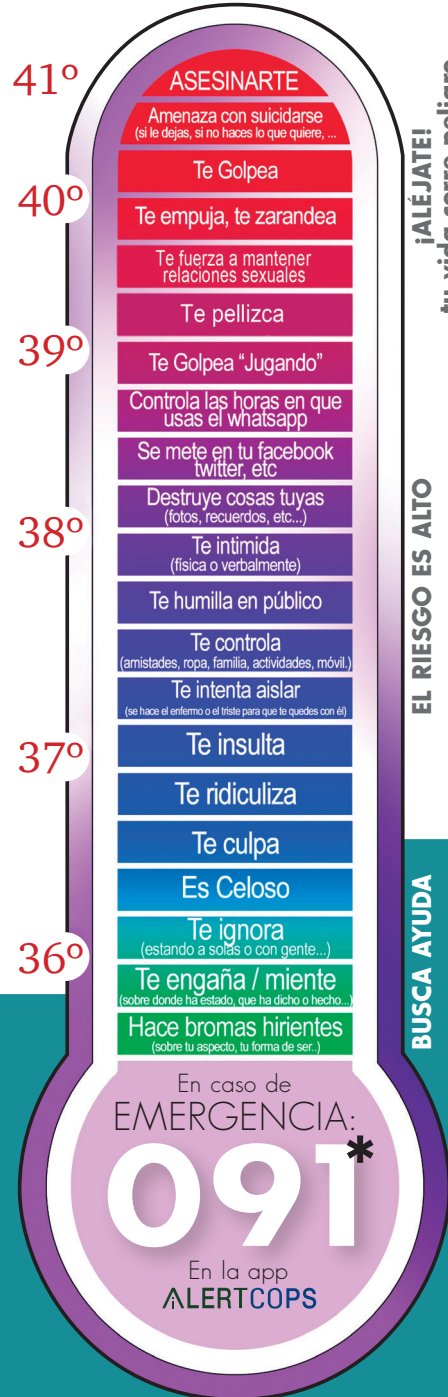 41º
ASESINARTE
Amenaza con suicidarse
(si le dejas, si no haces lo que quiere, ...
Te Golpea
40º
Te empuja, te zarandea
Te fuerza a mantener
relaciones sexuales
Te pellizca
39º
Te Golpea “Jugando”
Controla las horas en que
usas el whatsapp
Se mete en tu facebook
twitter, etc
Destruye cosas tuyas
(fotos, recuerdos, etc...)
38º
Te intimida
(física o verbalmente)
Te humilla en público
Te controla
(amistades, ropa, familia, actividades, móvil.)
Te intenta aislar
(se hace el enfermo o el triste para que te quedes con él)
37º
Te insulta
Te ridiculiza
Te culpa
Es Celoso
Te ignora
(estando a solas o con gente...)
36º
Te engaña / miente
(sobre donde ha estado, que ha dicho o hecho...)
Hace bromas hirientes
(sobre tu aspecto, tu forma de ser..)
En caso de
EMERGENCIA:
091*
En la app
ALERTCOPS
¡ALÉJATE!
tu vida corre peligro
EL RIESGO ES ALTO
BUSCA AYUDA